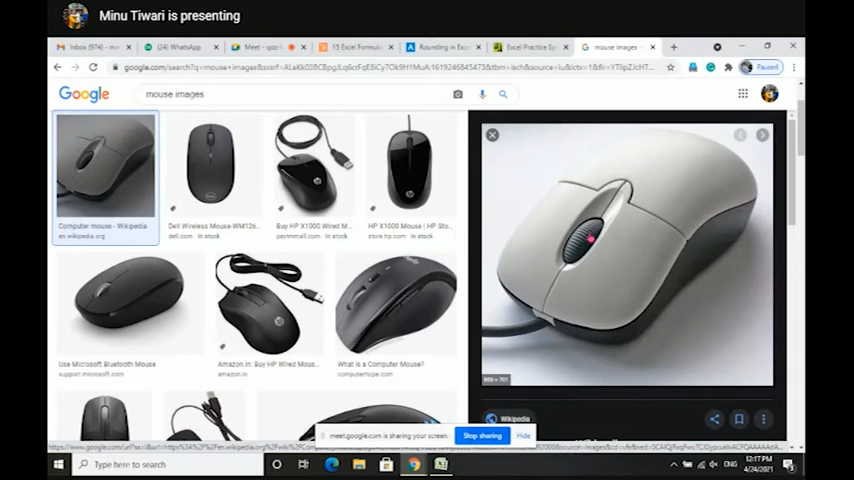 Minu Tiwari is presenting
Inbox (974) - mi
(24) WhatsApp
Meet - qoz-
15 Excel Formula
Rounding in Exce
Excel Practice Sp
mouse images -
Paused
Google
mouse images
Computer mouse - Wikipedia
en.wikipedia.org
Dell Wireless Mouse-WM126...
dell.com · In stock
Buy HP X1000 Wired M...
paytmmall.com · In stock
HP X1000 Mouse | HP Sto...
store.hp.com · In stock
Use Microsoft Bluetooth Mouse
support.microsoft.com
Amazon.in: Buy HP Wired Mous...
amazon.in
What is a Computer Mouse?
computerhope.com
Wikipedia
meet.google.com is sharing your screen.
Stop sharing
Hide
Type here to search
ENG
12:17 PM
4/24/2021